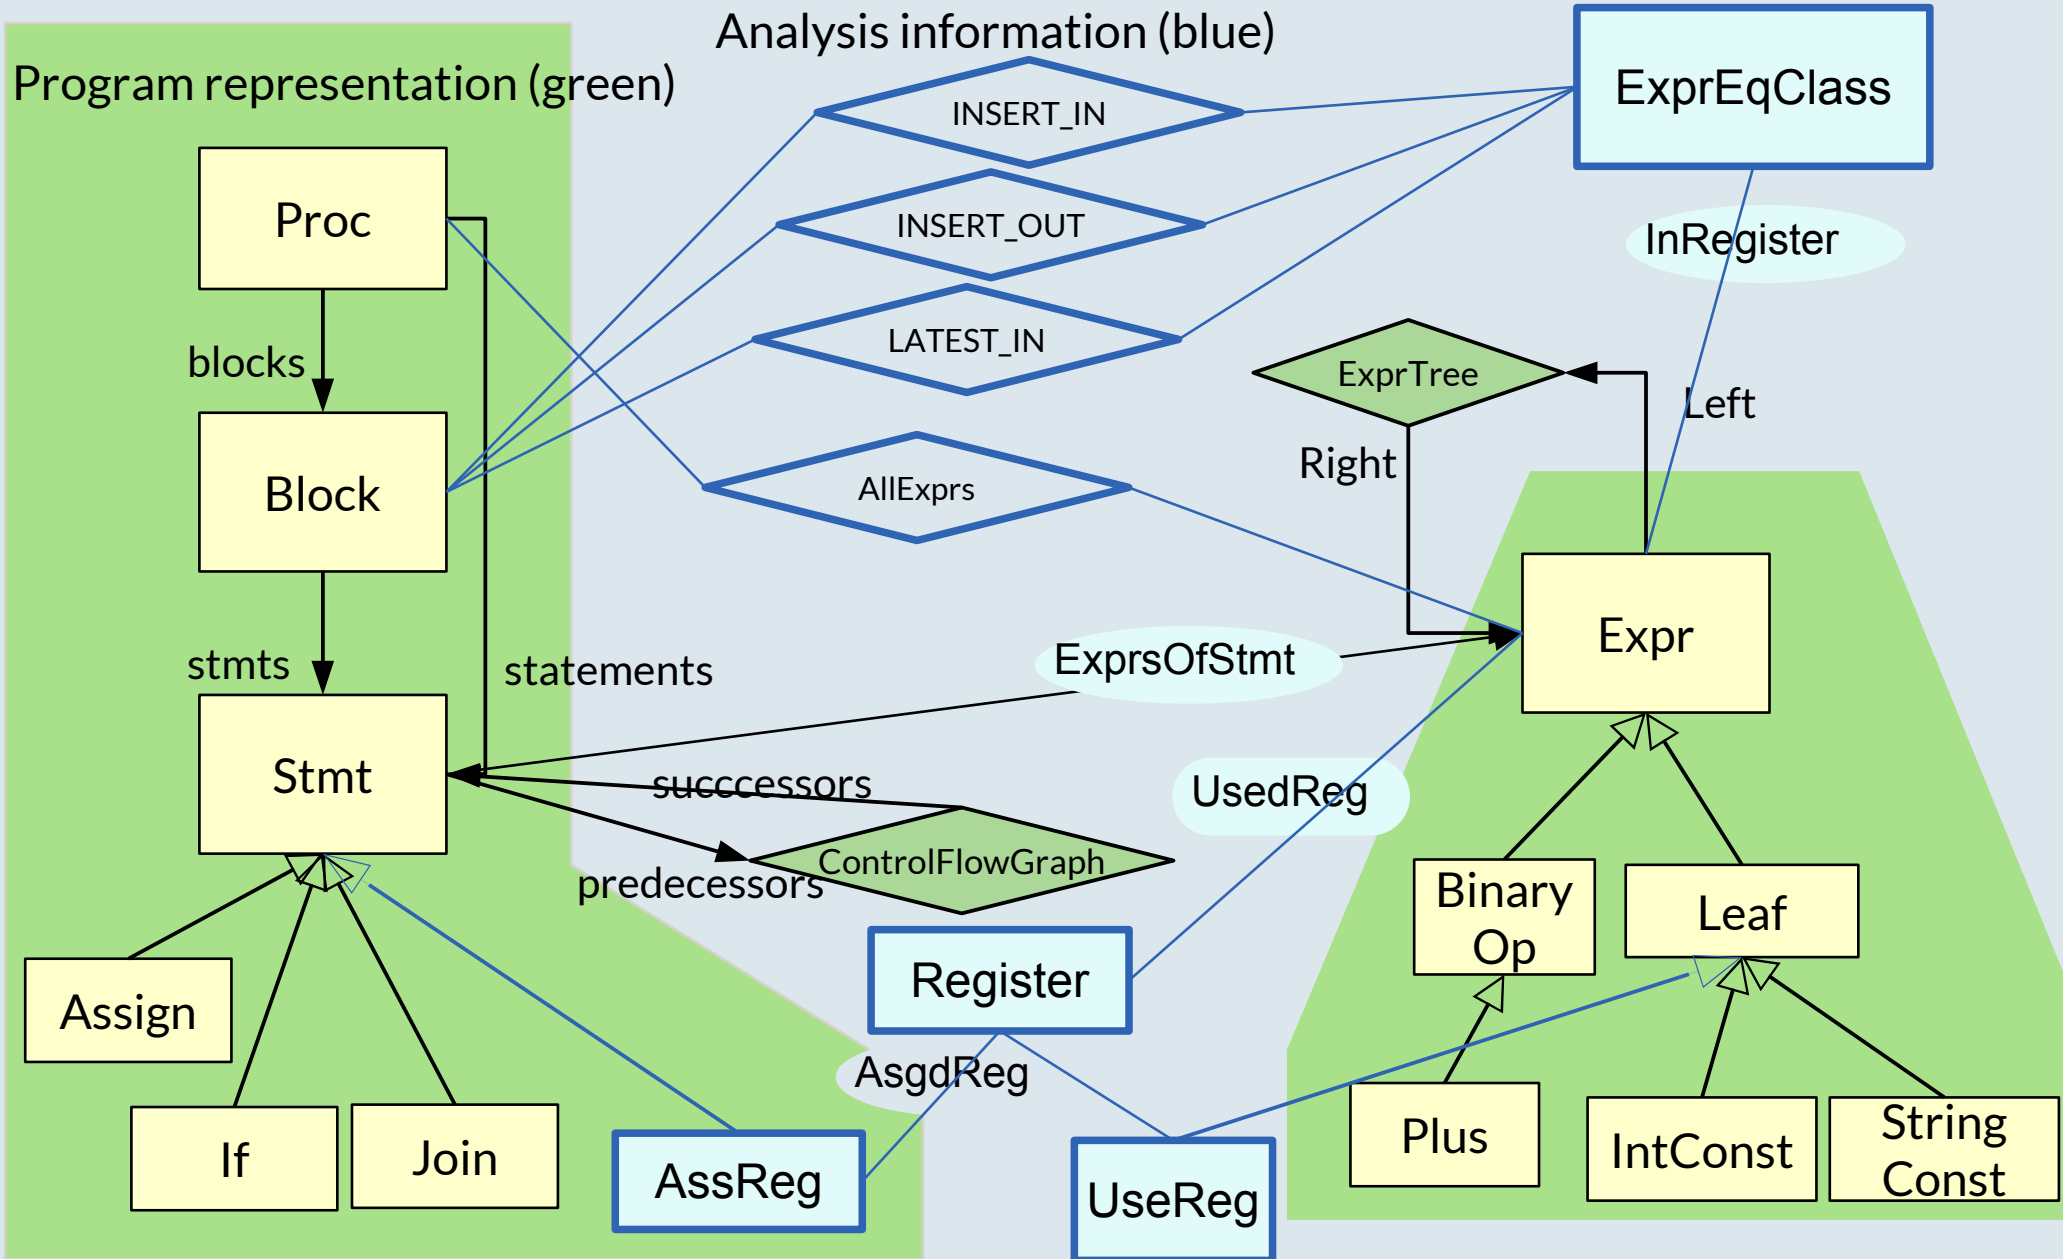 Analysis information (blue)
Program representation (green)
ExprEqClass
INSERT_IN
Proc
INSERT_OUT
InRegister
LATEST_IN
blocks
ExprTree
Left
Right
Block
AllExprs
Expr
stmts
statements
ExprsOfStmt
Stmt
succcessors
UsedReg
ControlFlowGraph
predecessors
Binary
Op
Leaf
Register
Assign
AsgdReg
If
Join
AssReg
UseReg
Plus
IntConst
String
Const